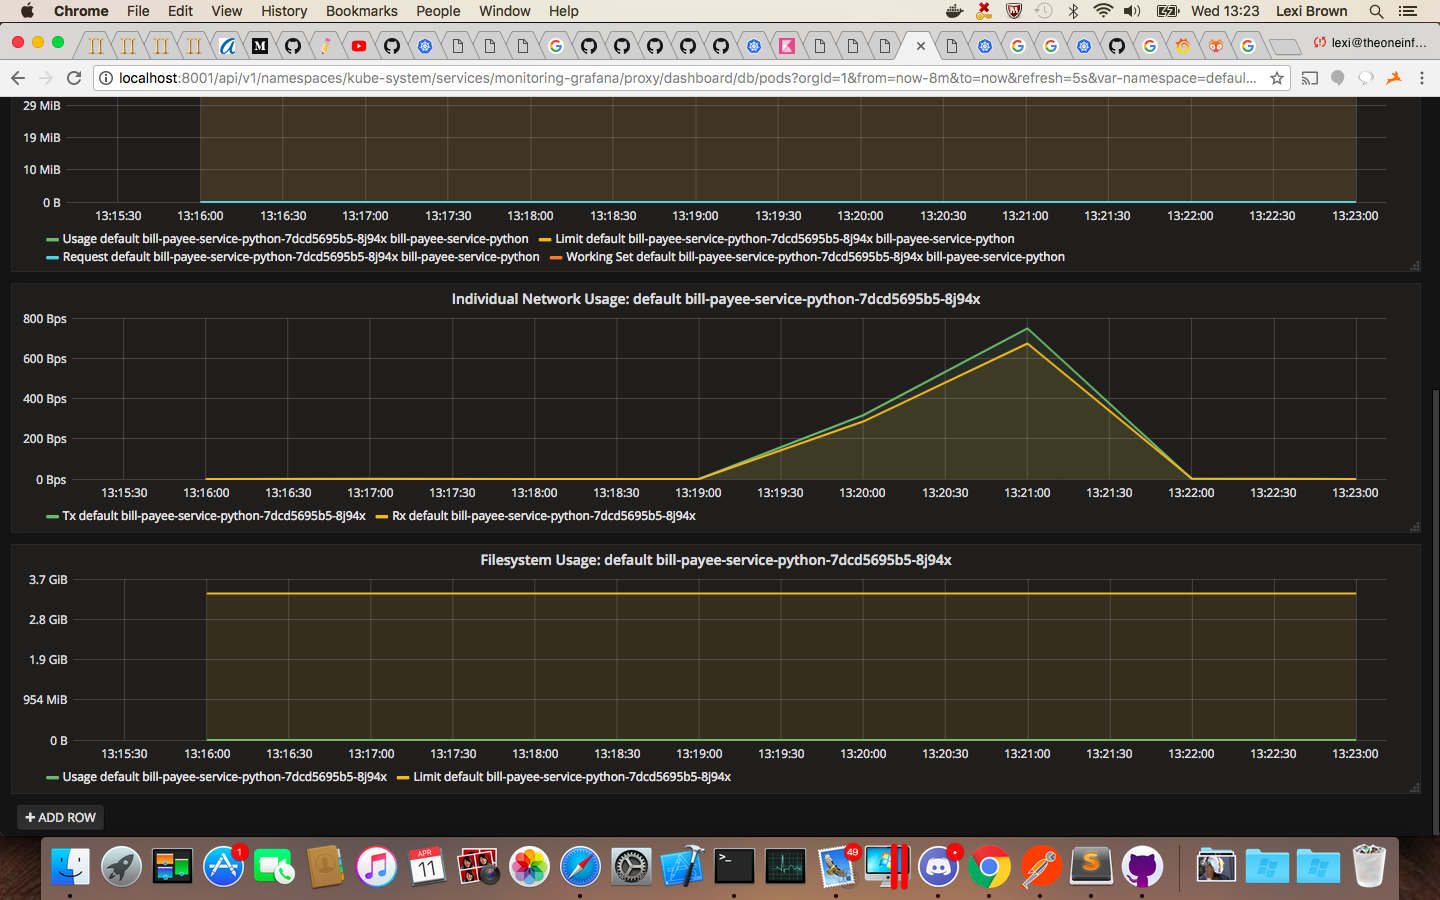 Chrome File Edit View History Bookmarks People Window Help Wed 13:23 Lexi Brown
lexi@theoneinf...
localhost:8001/api/v1/namespaces/kube-system/services/monitoring-grafana/proxy/dashboard/db/pods?orgId=1&from=now-8m&to=now&refresh=5s&var-namespace=defaul...
29 MiB
19 MiB
10 MiB
0 B
13:15:30 13:16:00 13:16:30 13:17:00 13:17:30 13:18:00 13:18:30 13:19:00 13:19:30 13:20:00 13:20:30 13:21:00 13:21:30 13:22:00 13:22:30 13:23:00
Usage default bill-payee-service-python-7dcd5695b5-8j94x bill-payee-service-python Limit default bill-payee-service-python-7dcd5695b5-8j94x bill-payee-service-python
Request default bill-payee-service-python-7dcd5695b5-8j94x bill-payee-service-python Working Set default bill-payee-service-python-7dcd5695b5-8j94x bill-payee-service-python
Individual Network Usage: default bill-payee-service-python-7dcd5695b5-8j94x
800 Bps
600 Bps
400 Bps
200 Bps
0 Bps
13:15:30 13:16:00 13:16:30 13:17:00 13:17:30 13:18:00 13:18:30 13:19:00 13:19:30 13:20:00 13:20:30 13:21:00 13:21:30 13:22:00 13:22:30 13:23:00
Tx default bill-payee-service-python-7dcd5695b5-8j94x Rx default bill-payee-service-python-7dcd5695b5-8j94x
Filesystem Usage: default bill-payee-service-python-7dcd5695b5-8j94x
3.7 GiB
2.8 GiB
1.9 GiB
954 MiB
0 B
13:15:30 13:16:00 13:16:30 13:17:00 13:17:30 13:18:00 13:18:30 13:19:00 13:19:30 13:20:00 13:20:30 13:21:00 13:21:30 13:22:00 13:22:30 13:23:00
Usage default bill-payee-service-python-7dcd5695b5-8j94x Limit default bill-payee-service-python-7dcd5695b5-8j94x
+ ADD ROW
1
APR
11
49